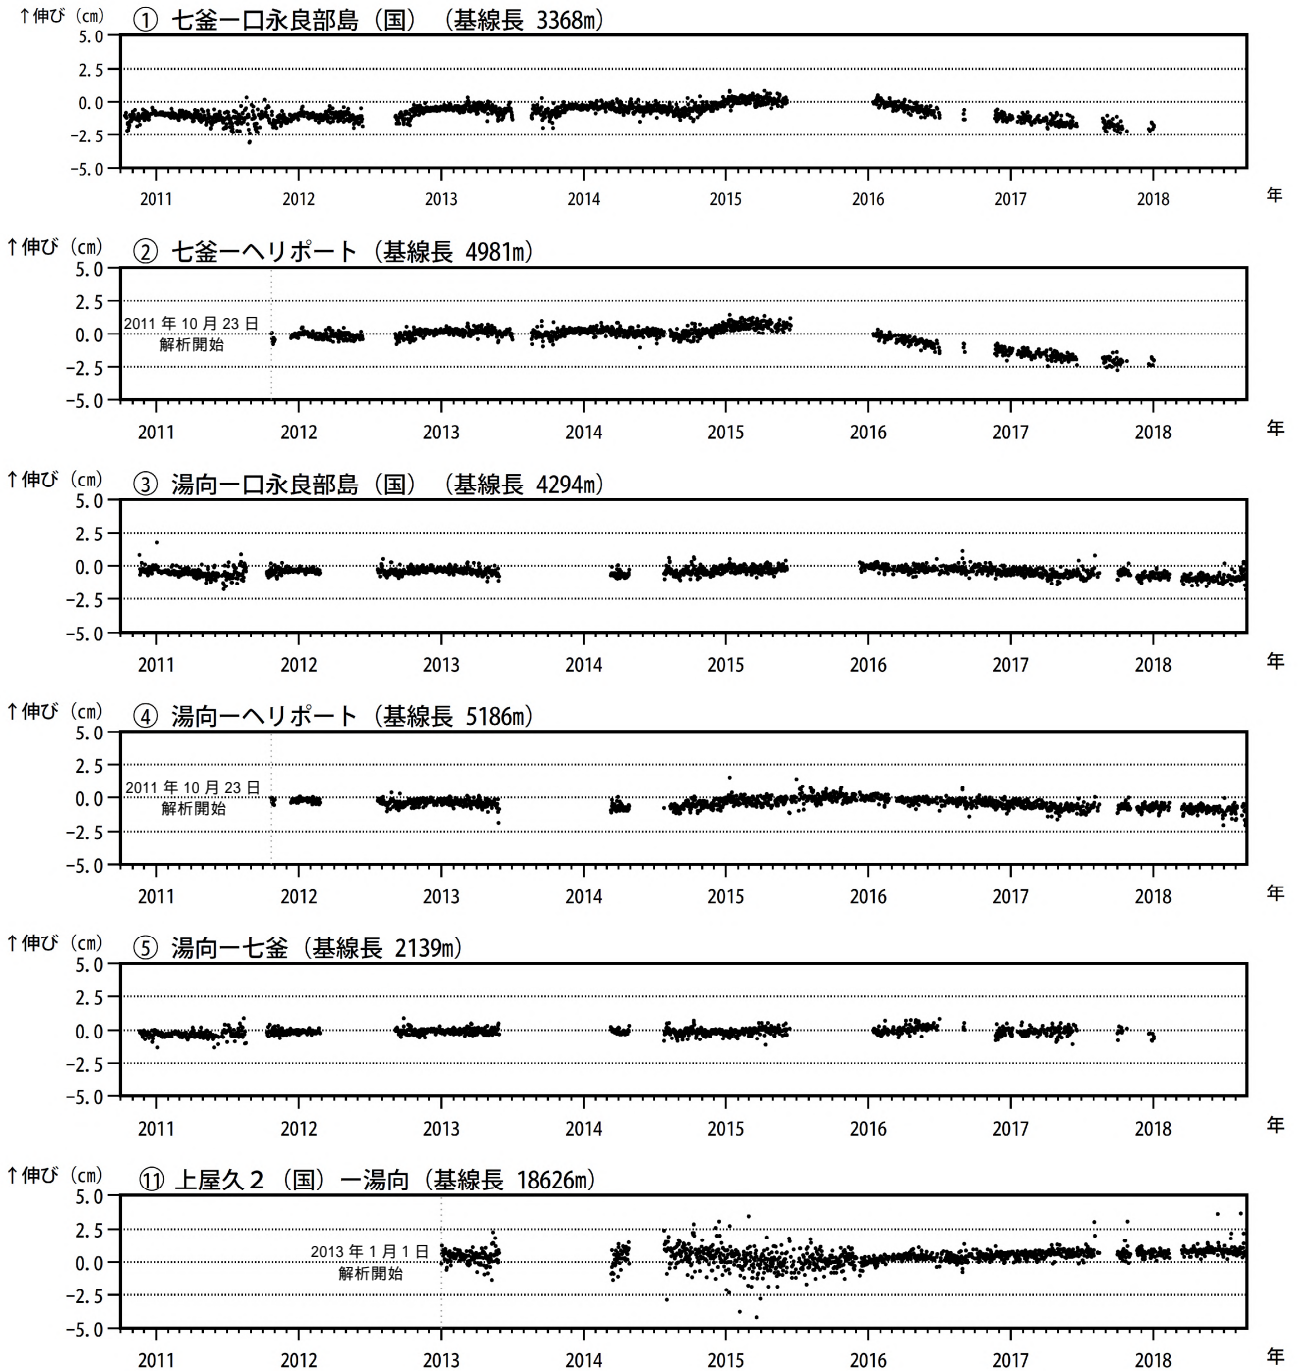 ↑伸び（cm） ① 七釜ー口永良部島（国）（基線長 3368m）
5.0
2.5
0.0
-2.5
-5.0
2011 2012 2013 2014 2015 2016 2017 2018 年
↑伸び（cm） ② 七釜ーヘリポート（基線長 4981m）
5.0
2.5
2011 年 10 月 23 日
0.0
解析開始
-2.5
-5.0
2011 2012 2013 2014 2015 2016 2017 2018 年
↑伸び（cm） ③ 湯向ー口永良部島（国）（基線長 4294m）
5.0
2.5
0.0
-2.5
-5.0
2011 2012 2013 2014 2015 2016 2017 2018 年
↑伸び（cm） ④ 湯向ーヘリポート（基線長 5186m）
5.0
2.5
2011 年 10 月 23 日
0.0
解析開始
-2.5
-5.0
2011 2012 2013 2014 2015 2016 2017 2018 年
↑伸び（cm） ⑤ 湯向ー七釜（基線長 2139m）
5.0
2.5
0.0
-2.5
-5.0
2011 2012 2013 2014 2015 2016 2017 2018 年
↑伸び（cm） ⑪ 上屋久２（国）ー湯向（基線長 18626m）
5.0
2.5
2013 年 1 月 1 日
0.0
解析開始
-2.5
-5.0
2011 2012 2013 2014 2015 2016 2017 2018 年